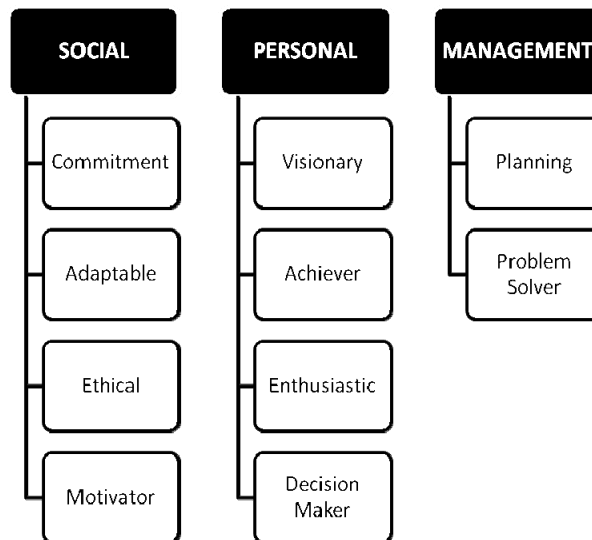 SOCIAL
Commitment
Adaptable
Ethical
Motivator
PERSONAL
Visionary
Achiever
Enthusiastic
Decision
Maker
MANAGEMENT
Planning
Problem
Solver